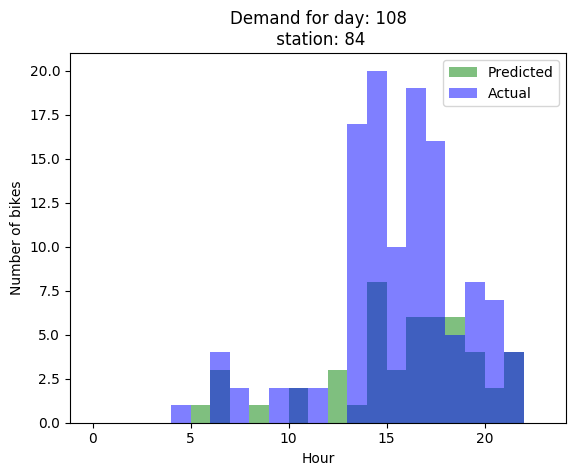 Demand for day: 108
station: 84
Predicted
Actual
Number of bikes
20.0
17.5
15.0
12.5
10.0
7.5
5.0
2.5
0.0
0 5 10 15 20
Hour